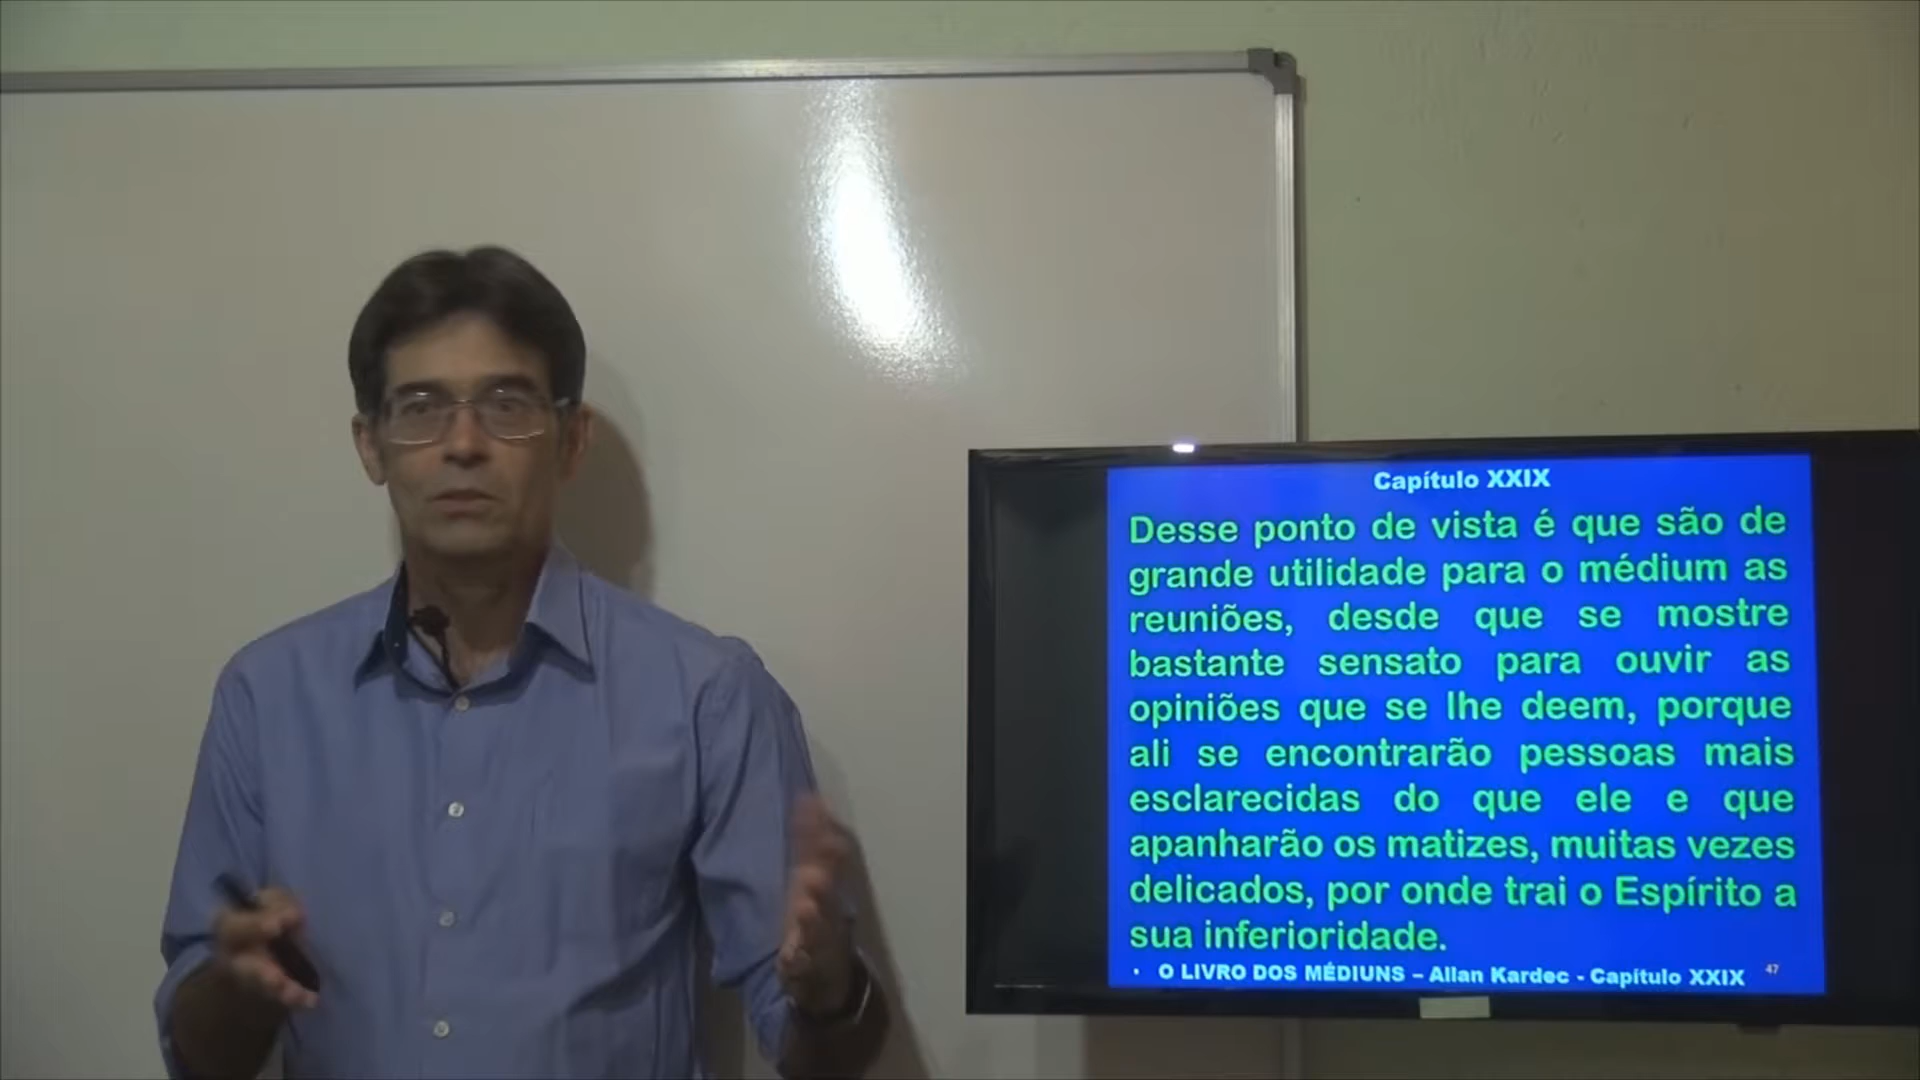 Capítulo XXIX
Desse ponto de vista é que são de
grande utilidade para o médium as
reuniões, desde que se mostre
bastante sensato para ouvir as
opiniões que se lhe deem, porque
ali se encontrarão pessoas mais
esclarecidas do que ele e que
apanharão os matizes, muitas vezes
delicados, por onde trai o Espírito a
sua inferioridade.
• O LIVRO DOS MÉDIUNS – Allan Kardec - Capítulo XXIX 47